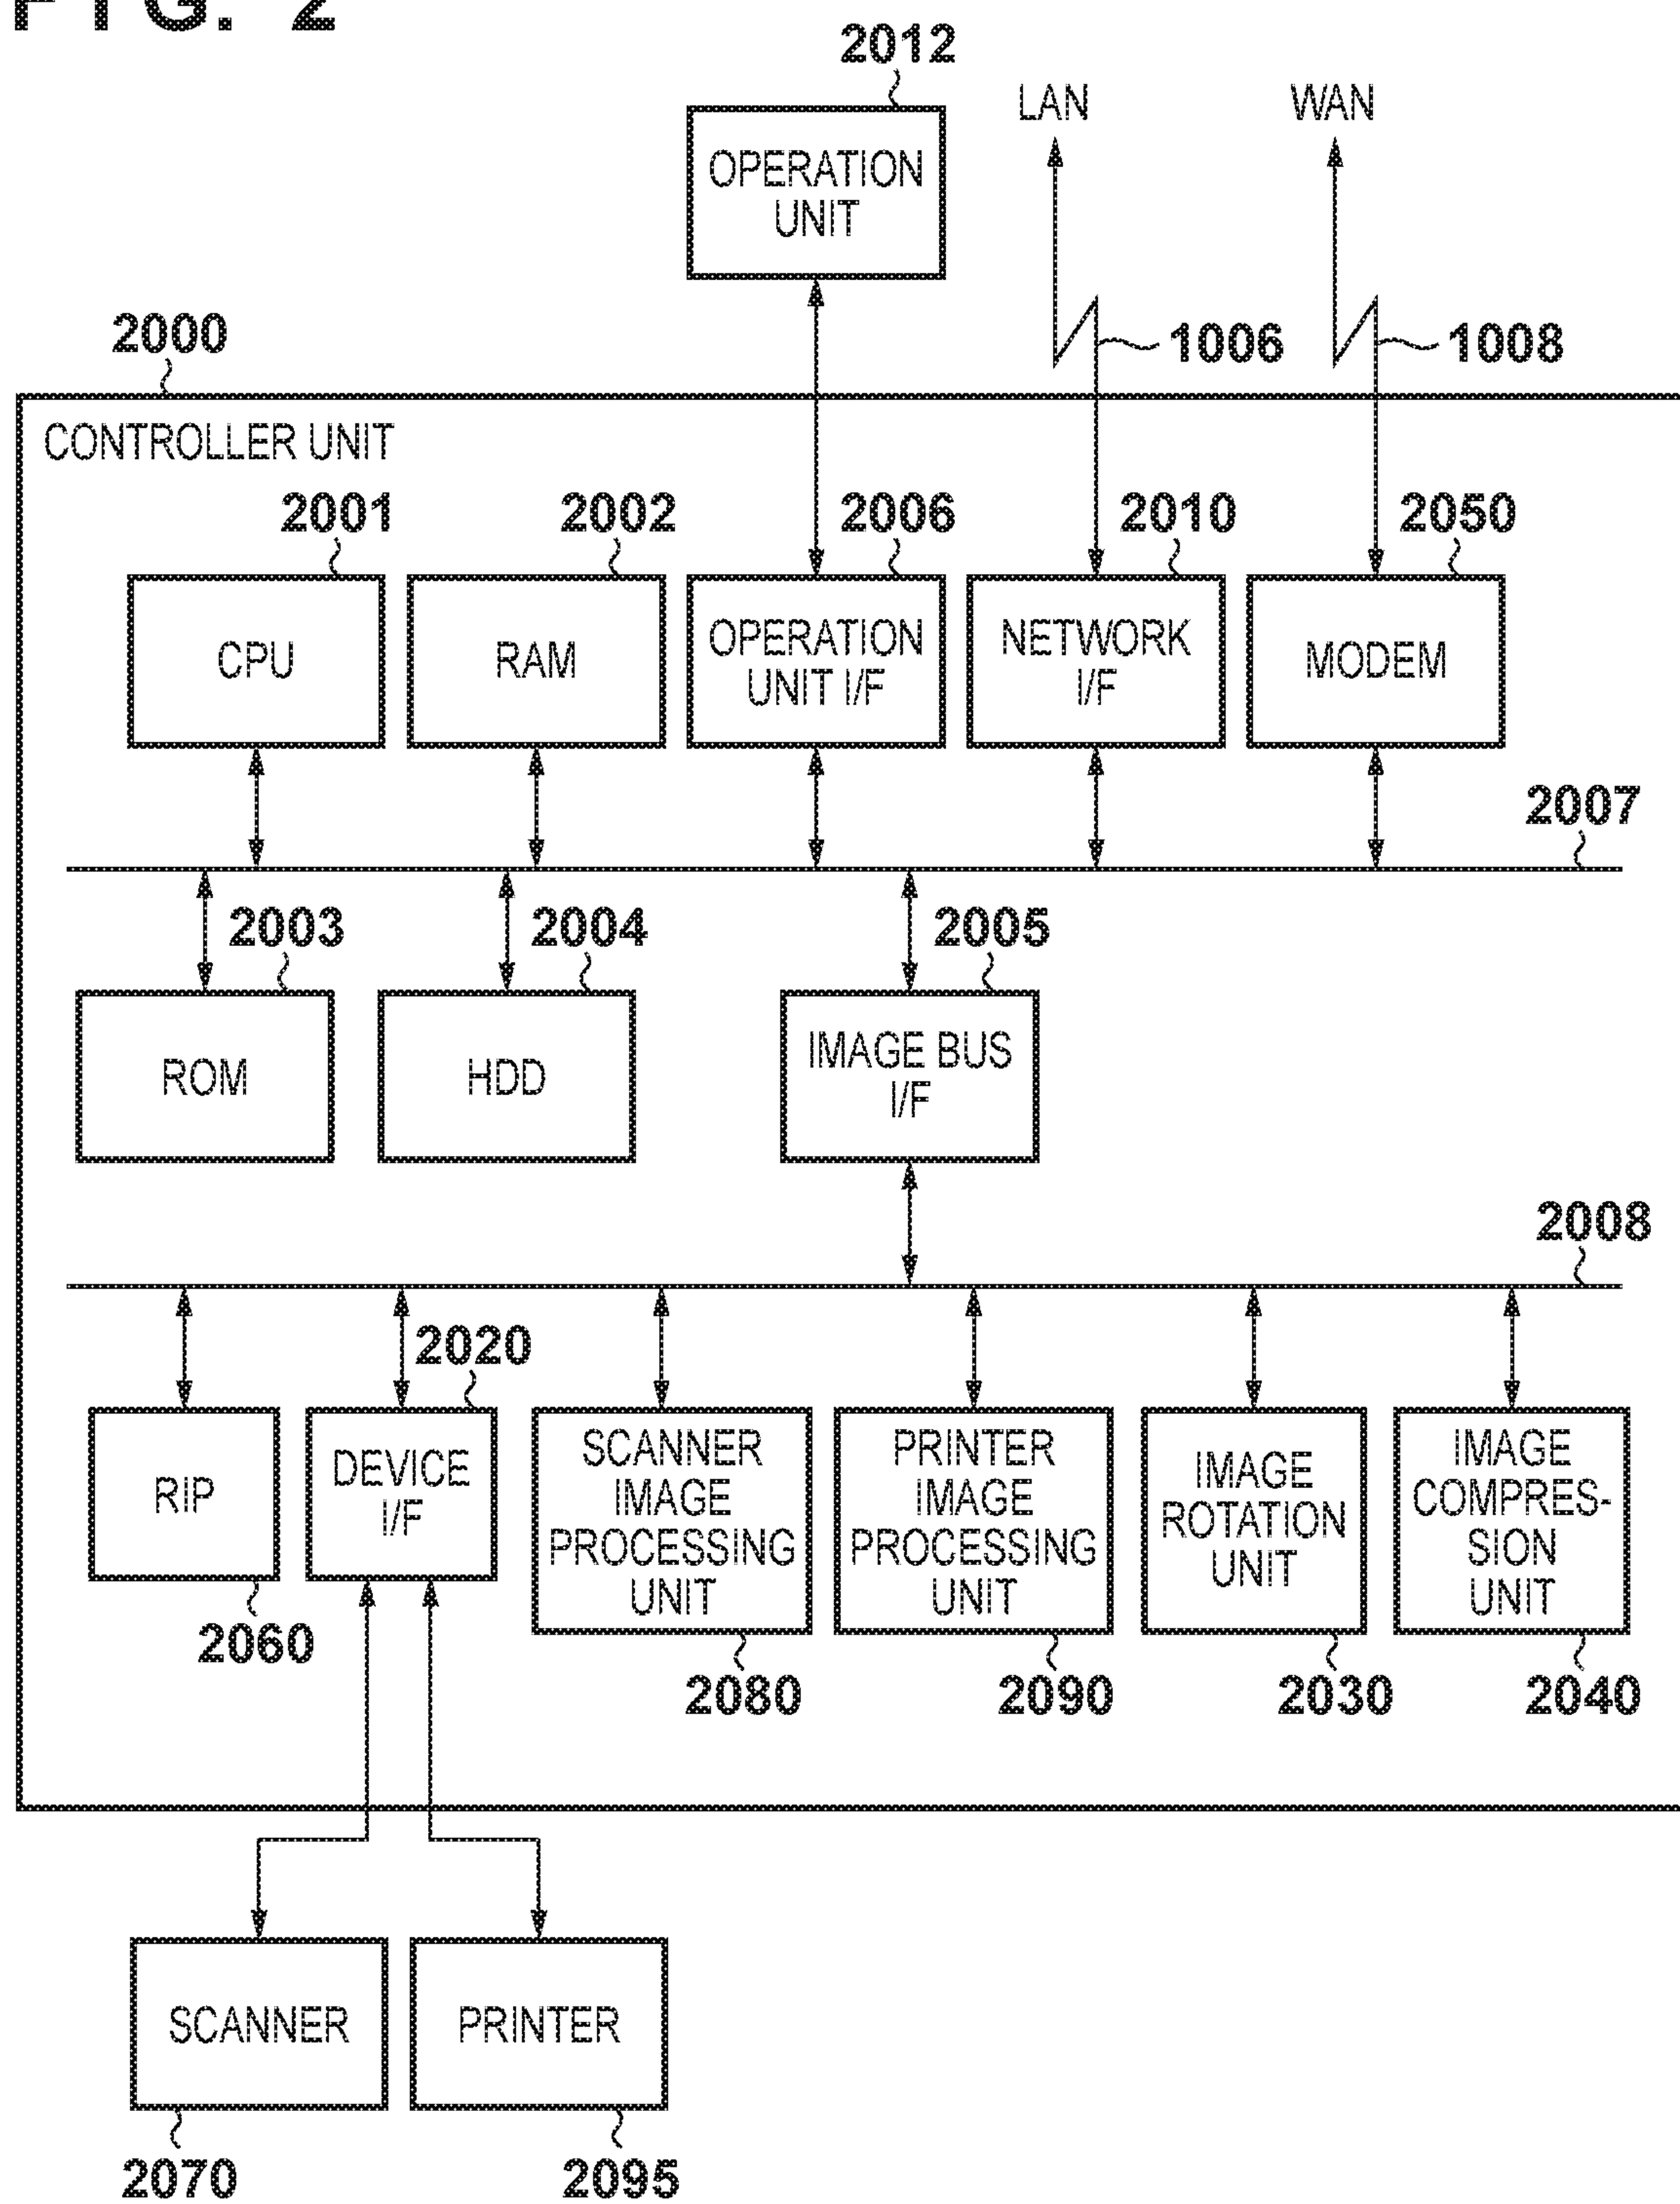 FIG. 2
2012
LAN
WAN
OPERATION
UNIT
2000
1006
1008
CONTROLLER UNIT
2001
2002
2006
2010
2050
CPU
RAM
OPERATION
UNIT I/F
NETWORK
I/F
MODEM
2007
2003
2004
2005
ROM
HDD
IMAGE BUS
I/F
2008
2020
RIP
DEVICE
I/F
SCANNER
IMAGE
PROCESSING
UNIT
PRINTER
IMAGE
PROCESSING
UNIT
IMAGE
ROTATION
UNIT
IMAGE
COMPRES-
SION
UNIT
2060
2080
2090
2030
2040
SCANNER
PRINTER
2070
2095